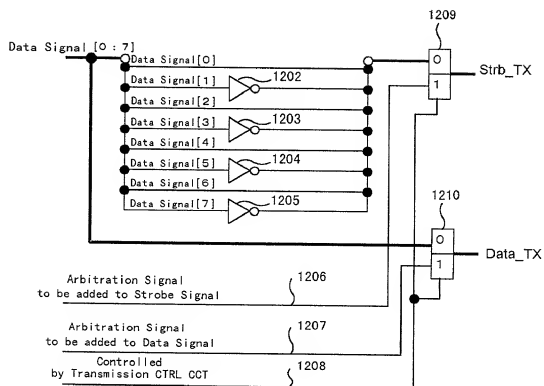 1209
Data Signal [0 : 7]
Data Signal[0]
0
Strb_TX
Data Signal[1]
1202
1
Data Signal[2]
Data Signal[3]
1203
Data Signal[4]
Data Signal[5]
1204
Data Signal[6]
1210
Data Signal[7]
1205
0
Data_TX
1
Arbitration Signal
to be added to Strobe Signal
1206
Arbitration Signal
to be added to Data Signal
1207
Controlled
by Transmission CTRL CCT
1208